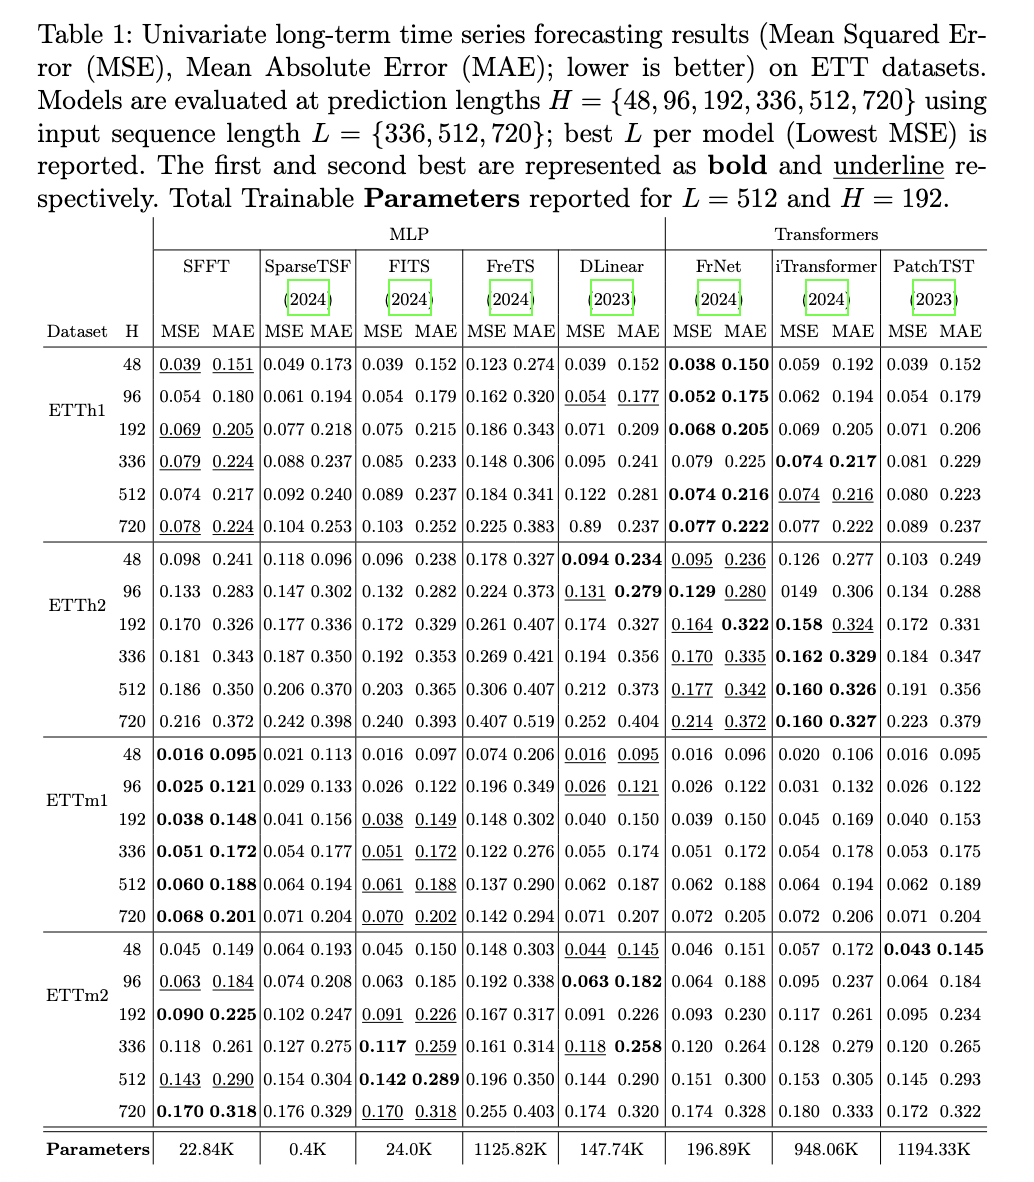 Table 1: Univariate long-term time series forecasting results (Mean Squared Er-
ror (MSE), Mean Absolute Error (MAE); lower is better) on ETT datasets.
Models are evaluated at prediction lengths H = {48, 96, 192, 336, 512, 720} using
input sequence length L = {336, 512, 720}; best L per model (Lowest MSE) is
reported. The first and second best are represented as bold and underline re-
spectively. Total Trainable Parameters reported for L = 512 and H = 192.
MLP Transformers
SFFT SparseTSF FITS FreTS DLinear FrNet iTransformer PatchTST
(2024) (2024) (2024) (2023) (2024) (2024) (2023)
Dataset H MSE MAE MSE MAE MSE MAE MSE MAE MSE MAE MSE MAE MSE MAE MSE MAE
48 0.039 0.151 0.049 0.173 0.039 0.152 0.123 0.274 0.039 0.152 0.038 0.150 0.059 0.192 0.039 0.152
96 0.054 0.180 0.061 0.194 0.054 0.179 0.162 0.320 0.054 0.177 0.052 0.175 0.062 0.194 0.054 0.179
ETTh1
192 0.069 0.205 0.077 0.218 0.075 0.215 0.186 0.343 0.071 0.209 0.068 0.205 0.069 0.205 0.071 0.206
336 0.079 0.224 0.088 0.237 0.085 0.233 0.148 0.306 0.095 0.241 0.079 0.225 0.074 0.217 0.081 0.229
512 0.074 0.217 0.092 0.240 0.089 0.237 0.184 0.341 0.122 0.281 0.074 0.216 0.074 0.216 0.080 0.223
720 0.078 0.224 0.104 0.253 0.103 0.252 0.225 0.383 0.89 0.237 0.077 0.222 0.077 0.222 0.089 0.237
48 0.098 0.241 0.118 0.096 0.096 0.238 0.178 0.327 0.094 0.234 0.095 0.236 0.126 0.277 0.103 0.249
96 0.133 0.283 0.147 0.302 0.132 0.282 0.224 0.373 0.131 0.279 0.129 0.280 0149 0.306 0.134 0.288
ETTh2
192 0.170 0.326 0.177 0.336 0.172 0.329 0.261 0.407 0.174 0.327 0.164 0.322 0.158 0.324 0.172 0.331
336 0.181 0.343 0.187 0.350 0.192 0.353 0.269 0.421 0.194 0.356 0.170 0.335 0.162 0.329 0.184 0.347
512 0.186 0.350 0.206 0.370 0.203 0.365 0.306 0.407 0.212 0.373 0.177 0.342 0.160 0.326 0.191 0.356
720 0.216 0.372 0.242 0.398 0.240 0.393 0.407 0.519 0.252 0.404 0.214 0.372 0.160 0.327 0.223 0.379
48 0.016 0.095 0.021 0.113 0.016 0.097 0.074 0.206 0.016 0.095 0.016 0.096 0.020 0.106 0.016 0.095
96 0.025 0.121 0.029 0.133 0.026 0.122 0.196 0.349 0.026 0.121 0.026 0.122 0.031 0.132 0.026 0.122
ETTm1
192 0.038 0.148 0.041 0.156 0.038 0.149 0.148 0.302 0.040 0.150 0.039 0.150 0.045 0.169 0.040 0.153
336 0.051 0.172 0.054 0.177 0.051 0.172 0.122 0.276 0.055 0.174 0.051 0.172 0.054 0.178 0.053 0.175
512 0.060 0.188 0.064 0.194 0.061 0.188 0.137 0.290 0.062 0.187 0.062 0.188 0.064 0.194 0.062 0.189
720 0.068 0.201 0.071 0.204 0.070 0.202 0.142 0.294 0.071 0.207 0.072 0.205 0.072 0.206 0.071 0.204
48 0.045 0.149 0.064 0.193 0.045 0.150 0.148 0.303 0.044 0.145 0.046 0.151 0.057 0.172 0.043 0.145
96 0.063 0.184 0.074 0.208 0.063 0.185 0.192 0.338 0.063 0.182 0.064 0.188 0.095 0.237 0.064 0.184
ETTm2
192 0.090 0.225 0.102 0.247 0.091 0.226 0.167 0.317 0.091 0.226 0.093 0.230 0.117 0.261 0.095 0.234
336 0.118 0.261 0.127 0.275 0.117 0.259 0.161 0.314 0.118 0.258 0.120 0.264 0.128 0.279 0.120 0.265
512 0.143 0.290 0.154 0.304 0.142 0.289 0.196 0.350 0.144 0.290 0.151 0.300 0.153 0.305 0.145 0.293
720 0.170 0.318 0.176 0.329 0.170 0.318 0.255 0.403 0.174 0.320 0.174 0.328 0.180 0.333 0.172 0.322
Parameters 22.84K 0.4K 24.0K 1125.82K 147.74K 196.89K 948.06K 1194.33K